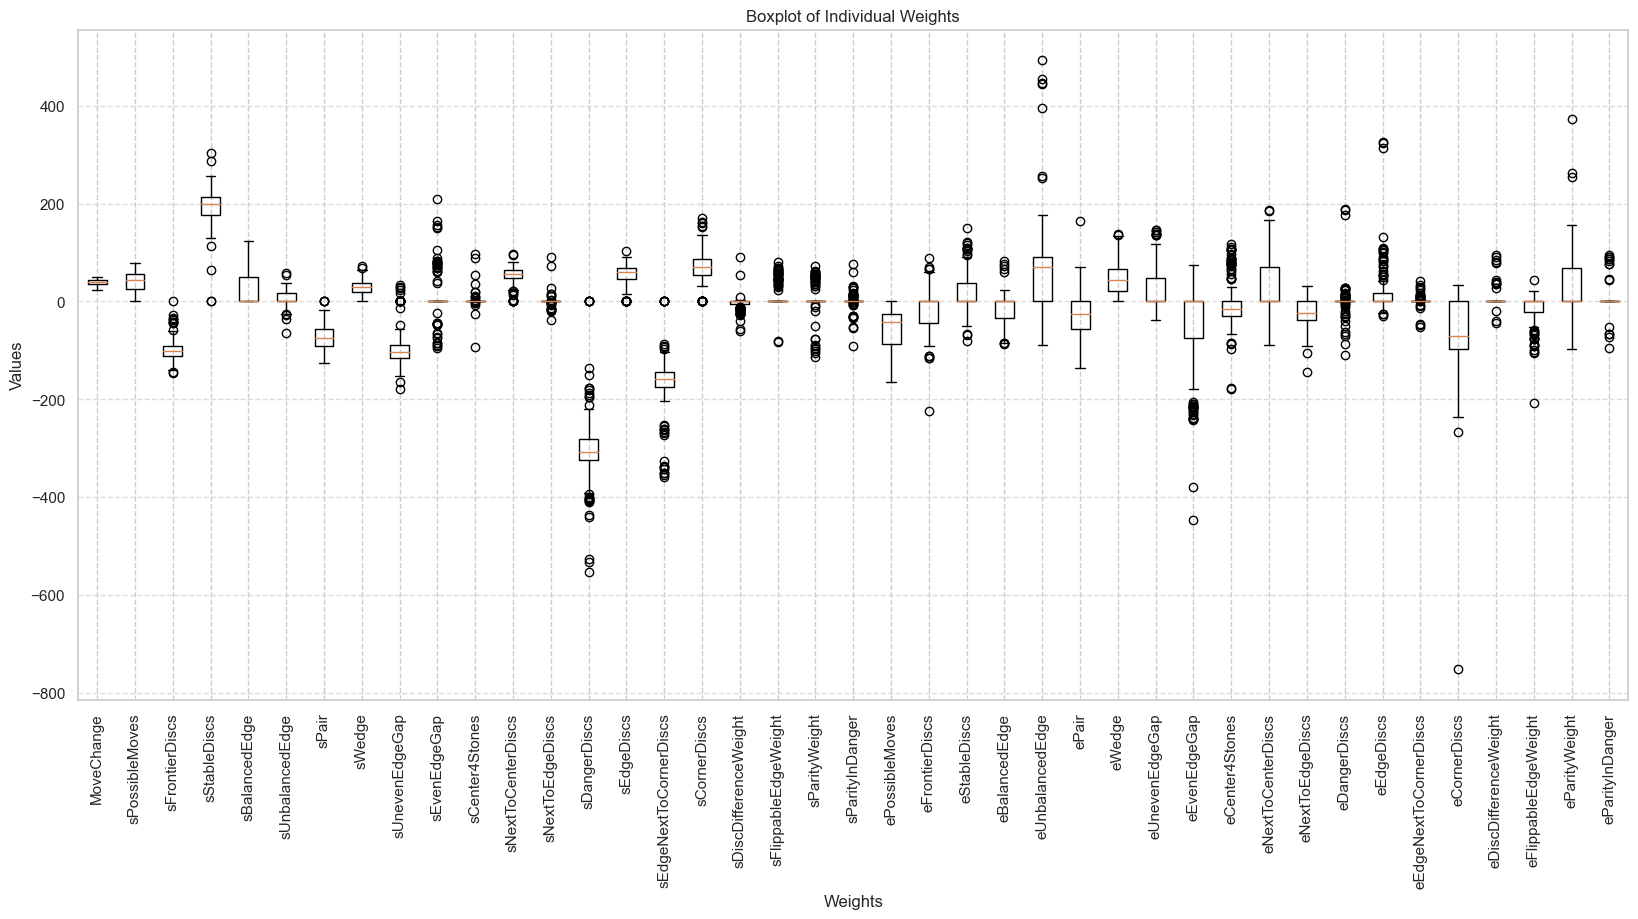 Boxplot of Individual Weights
400
200
0
−200
−400
−600
−800
Values
MoveChange
sPossibleMoves
sFrontierDiscs
sStableDiscs
sBalancedEdge
sUnbalancedEdge
sPair
sWedge
sUnevenEdgeGap
sEvenEdgeGap
sCenter4Stones
sNextToCenterDiscs
sNextToEdgeDiscs
sDangerDiscs
sEdgeDiscs
sEdgeNextToCornerDiscs
sCornerDiscs
sDiscDifferenceWeight
sFlippableEdgeWeight
sParityWeight
sParityInDanger
ePossibleMoves
eFrontierDiscs
eStableDiscs
eBalancedEdge
eUnbalancedEdge
ePair
eWedge
eUnevenEdgeGap
eEvenEdgeGap
eCenter4Stones
eNextToCenterDiscs
eNextToEdgeDiscs
eDangerDiscs
eEdgeDiscs
eEdgeNextToCornerDiscs
eCornerDiscs
eDiscDifferenceWeight
eFlippableEdgeWeight
eParityWeight
eParityInDanger
Weights